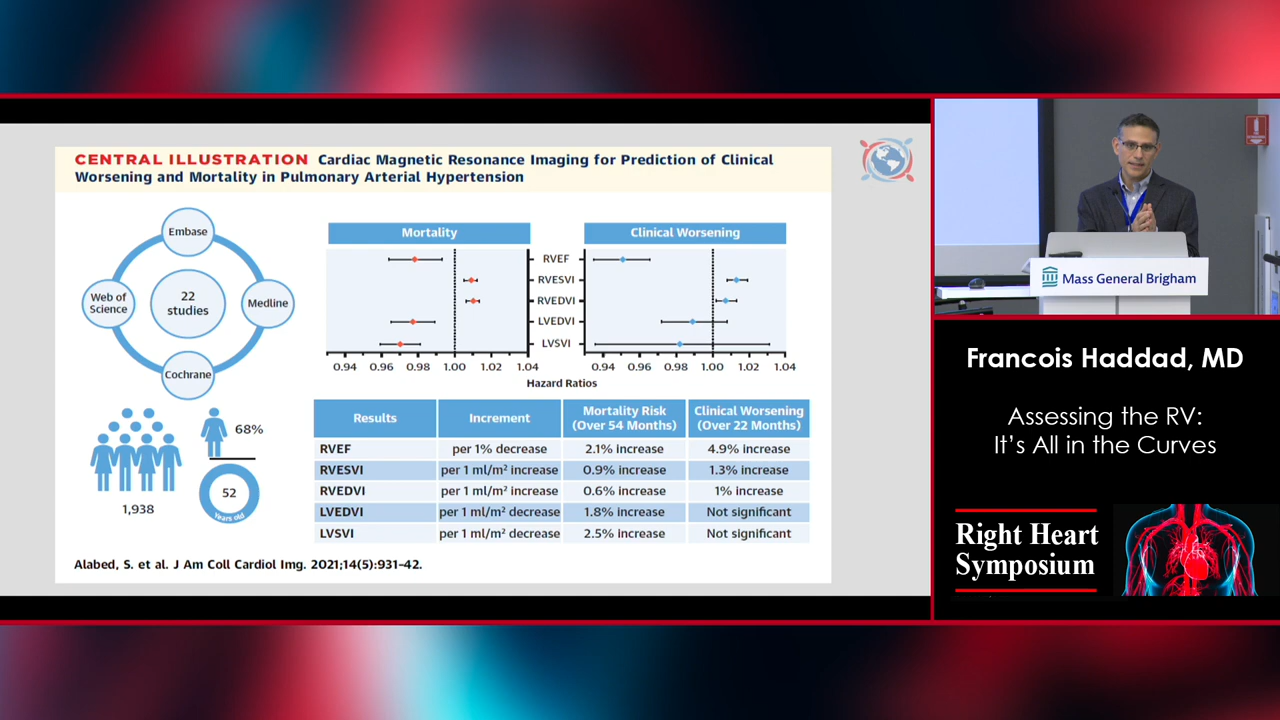 CENTRAL ILLUSTRATION Cardiac Magnetic Resonance Imaging for Prediction of Clinical
Worsening and Mortality in Pulmonary Arterial Hypertension
Embase
Web of
Science
22
studies
Medline
Cochrane
68%
52
Years old
1,938
Mortality
Clinical Worsening
RVEF
RVESVI
RVEDVI
LVEDVI
LVSVI
0.94 0.96 0.98 1.00 1.02 1.04
0.94 0.96 0.98 1.00 1.02 1.04
Hazard Ratios
Results Increment Mortality Risk (Over 54 Months) Clinical Worsening (Over 22 Months)
RVEF per 1% decrease 2.1% increase 4.9% increase
RVESVI per 1 ml/m² increase 0.9% increase 1.3% increase
RVEDVI per 1 ml/m² increase 0.6% increase 1% increase
LVEDVI per 1 ml/m² decrease 1.8% increase Not significant
LVSVI per 1 ml/m² decrease 2.5% increase Not significant
Alabed, S. et al. J Am Coll Cardiol Img. 2021;14(5):931–42.
Mass General Brigham
Francois Haddad, MD
Assessing the RV:
It's All in the Curves
Right Heart
Symposium